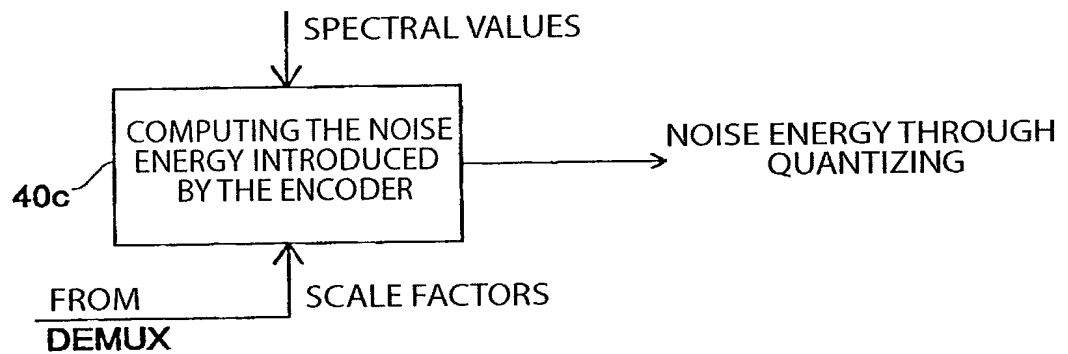 SPECTRAL VALUES
COMPUTING THE NOISE
ENERGY INTRODUCED
BY THE ENCODER
40c
NOISE ENERGY THROUGH
QUANTIZING
FROM
DEMUX
SCALE FACTORS